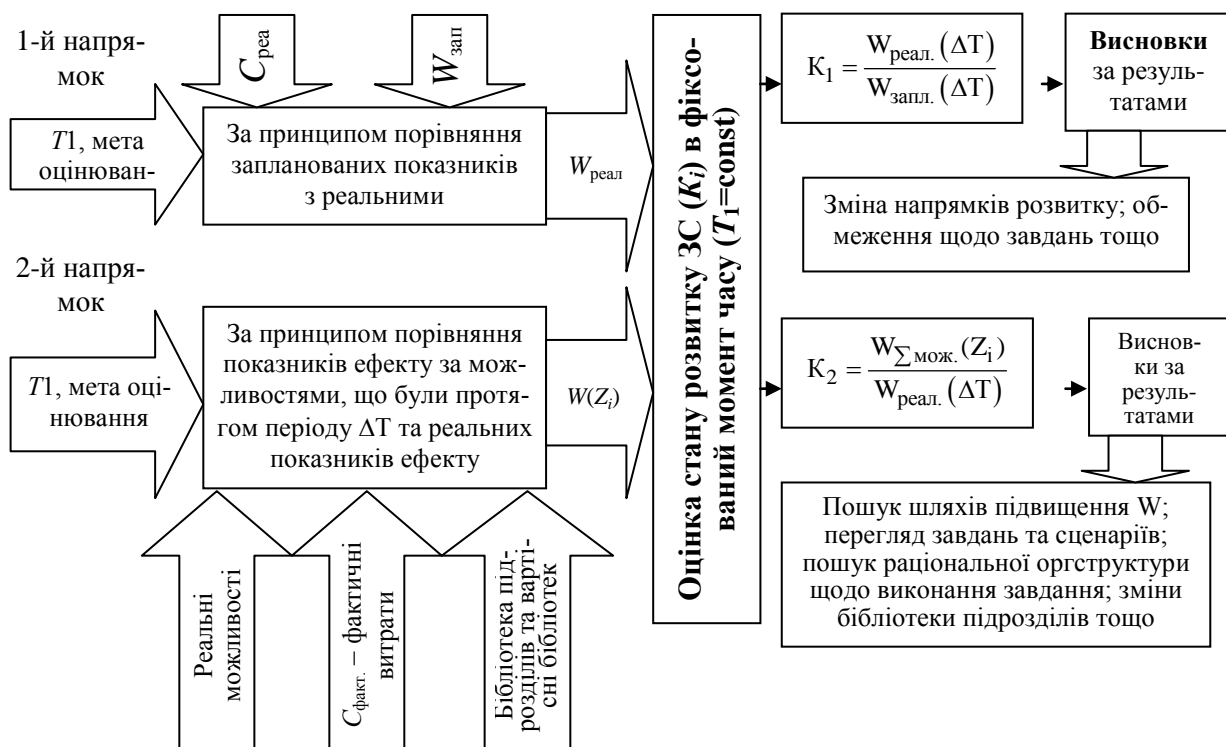 1-й напря-
мок
C реа
W зап
T1, мета
оцінюван-
За принципом порівняння
запланованих показників
з реальними
W реал
2-й напря-
мок
T1, мета оці-
нювання
За принципом порівняння
показників ефекту за мож-
ливостями, що були протя-
гом періоду ΔT та реальних
показників ефекту
W(Zi)
Реальні
можливості
Cфакт. – фактичні
витрати
Бібліотека під-
розділів та варті-
сні бібліотек
Оцінка стану розвитку ЗС (Ki) в фіксо-
ваний момент часу (T1=const)
K1 = Wреал.(ΔT) / Wзапл.(ΔT)
Висновки
за резуль-
татами
Зміна напрямків розвитку; об-
меження щодо завдань тощо
K2 = W∑мож.(Zi) / Wреал.(ΔT)
Виснов-
ки за
резуль-
татами
Пошук шляхів підвищення W;
перегляд завдань та сценаріїв;
пошук раціональної оргструктури
щодо виконання завдання; зміни
бібліотеки підрозділів тощо